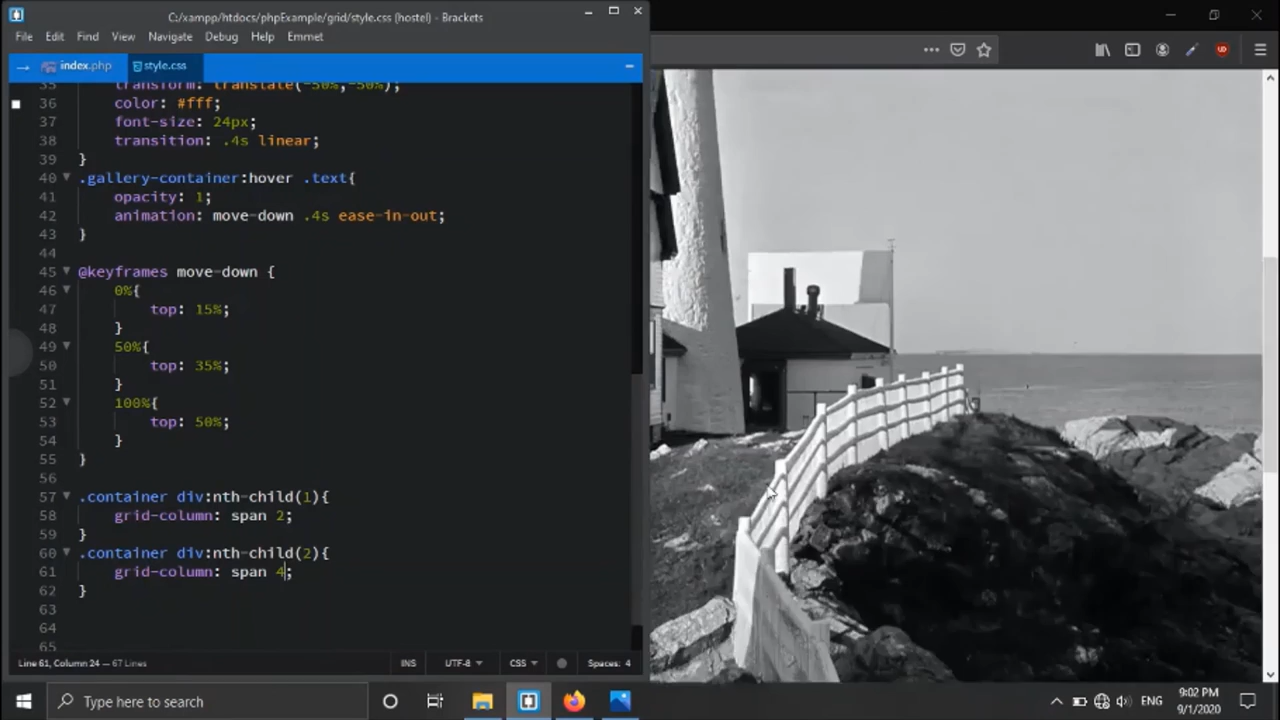 C:/xampp/htdocs/phpExample/grid/style.css (hostel) - Brackets
File Edit Find View Navigate Debug Help Emmet
index.php style.css
35 transform: translate(-50%,-50%);
36 color: #fff;
37 font-size: 24px;
38 transition: .4s linear;
39 }
40 .gallery-container:hover .text{
41 opacity: 1;
42 animation: move-down .4s ease-in-out;
43 }
44
45 @keyframes move-down {
46 0%{
47 top: 15%;
48 }
49 50%{
50 top: 35%;
51 }
52 100%{
53 top: 50%;
54 }
55 }
56
57 .container div:nth-child(1){
58 grid-column: span 2;
59 }
60 .container div:nth-child(2){
61 grid-column: span 4;
62 }
63
64
65
Line 61, Column 24 — 67 Lines INS UTF-8 CSS Spaces: 4
Type here to search ENG 9:02 PM
9/1/2020